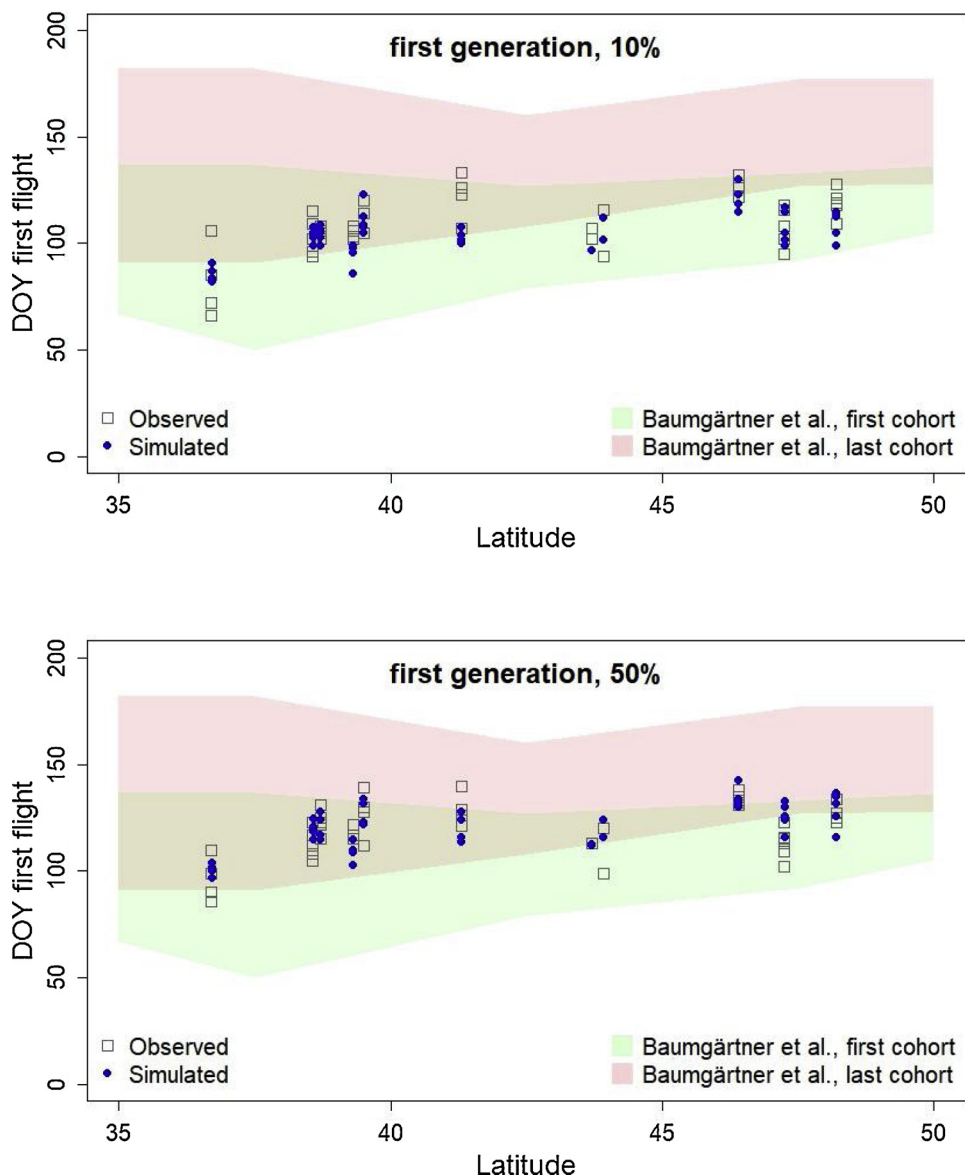 first generation, 10%
200
150
100
50
0
DOY first flight
Observed
Simulated
Baumgärtner et al., first cohort
Baumgärtner et al., last cohort
35 40 45 50
Latitude
first generation, 50%
200
150
100
50
0
DOY first flight
Observed
Simulated
Baumgärtner et al., first cohort
Baumgärtner et al., last cohort
35 40 45 50
Latitude